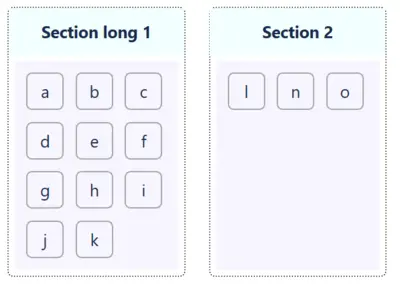 Section long 1
a b c
d e f
g h i
j k
Section 2
l n o